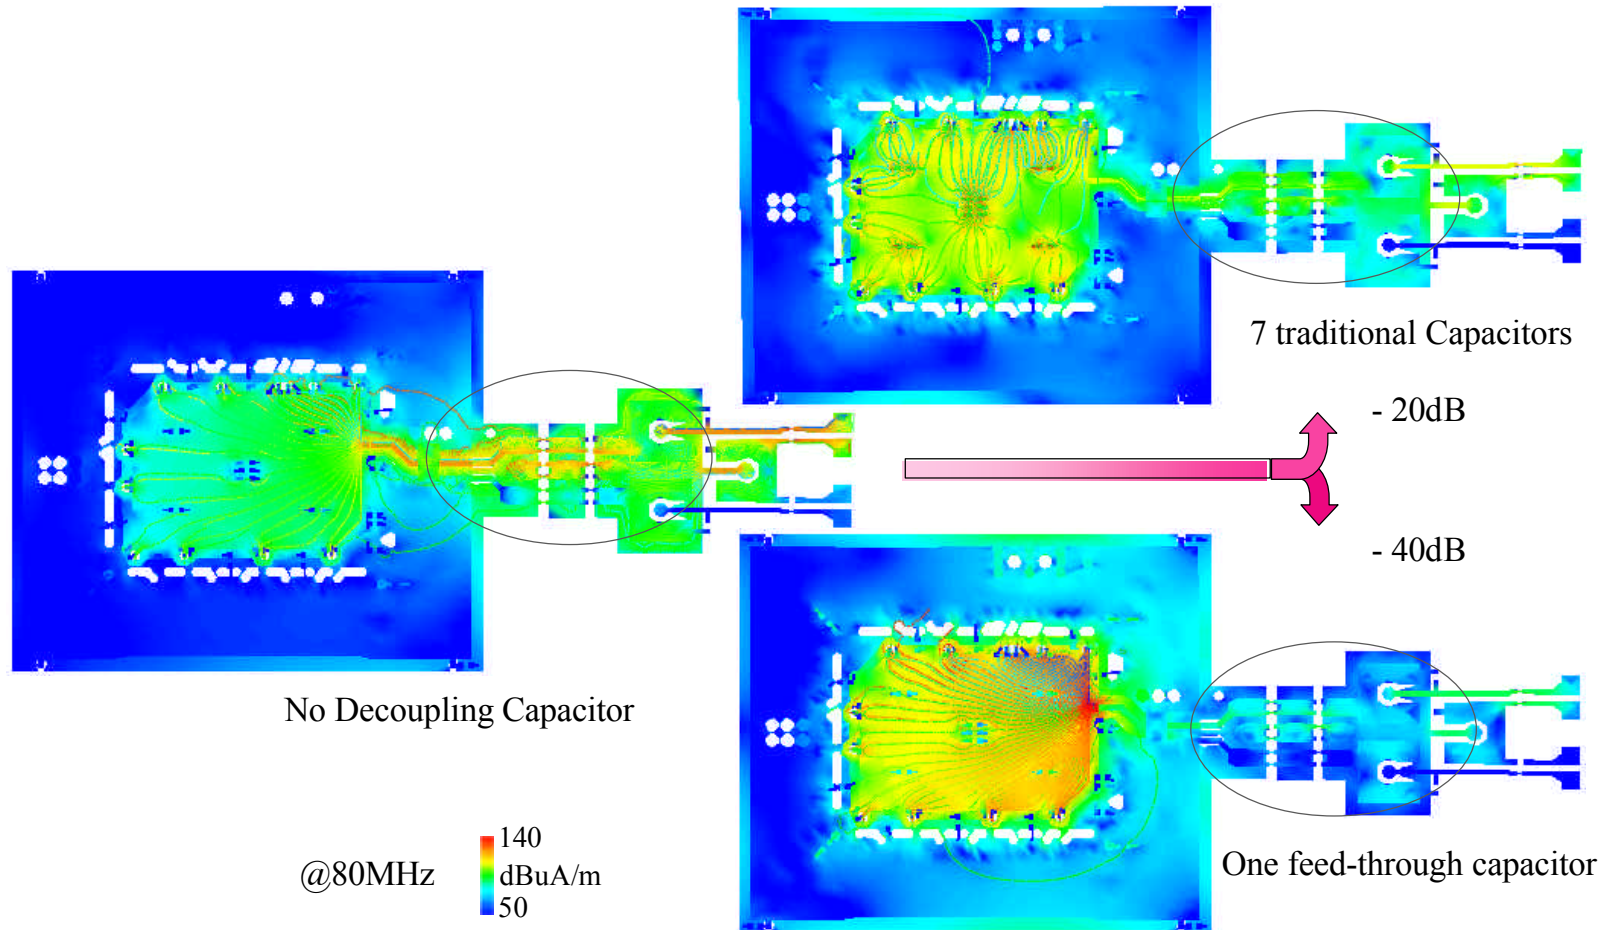 7 traditional Capacitors
- 20dB
- 40dB
No Decoupling Capacitor
@80MHz
140
dBuA/m
50
One feed-through capacitor